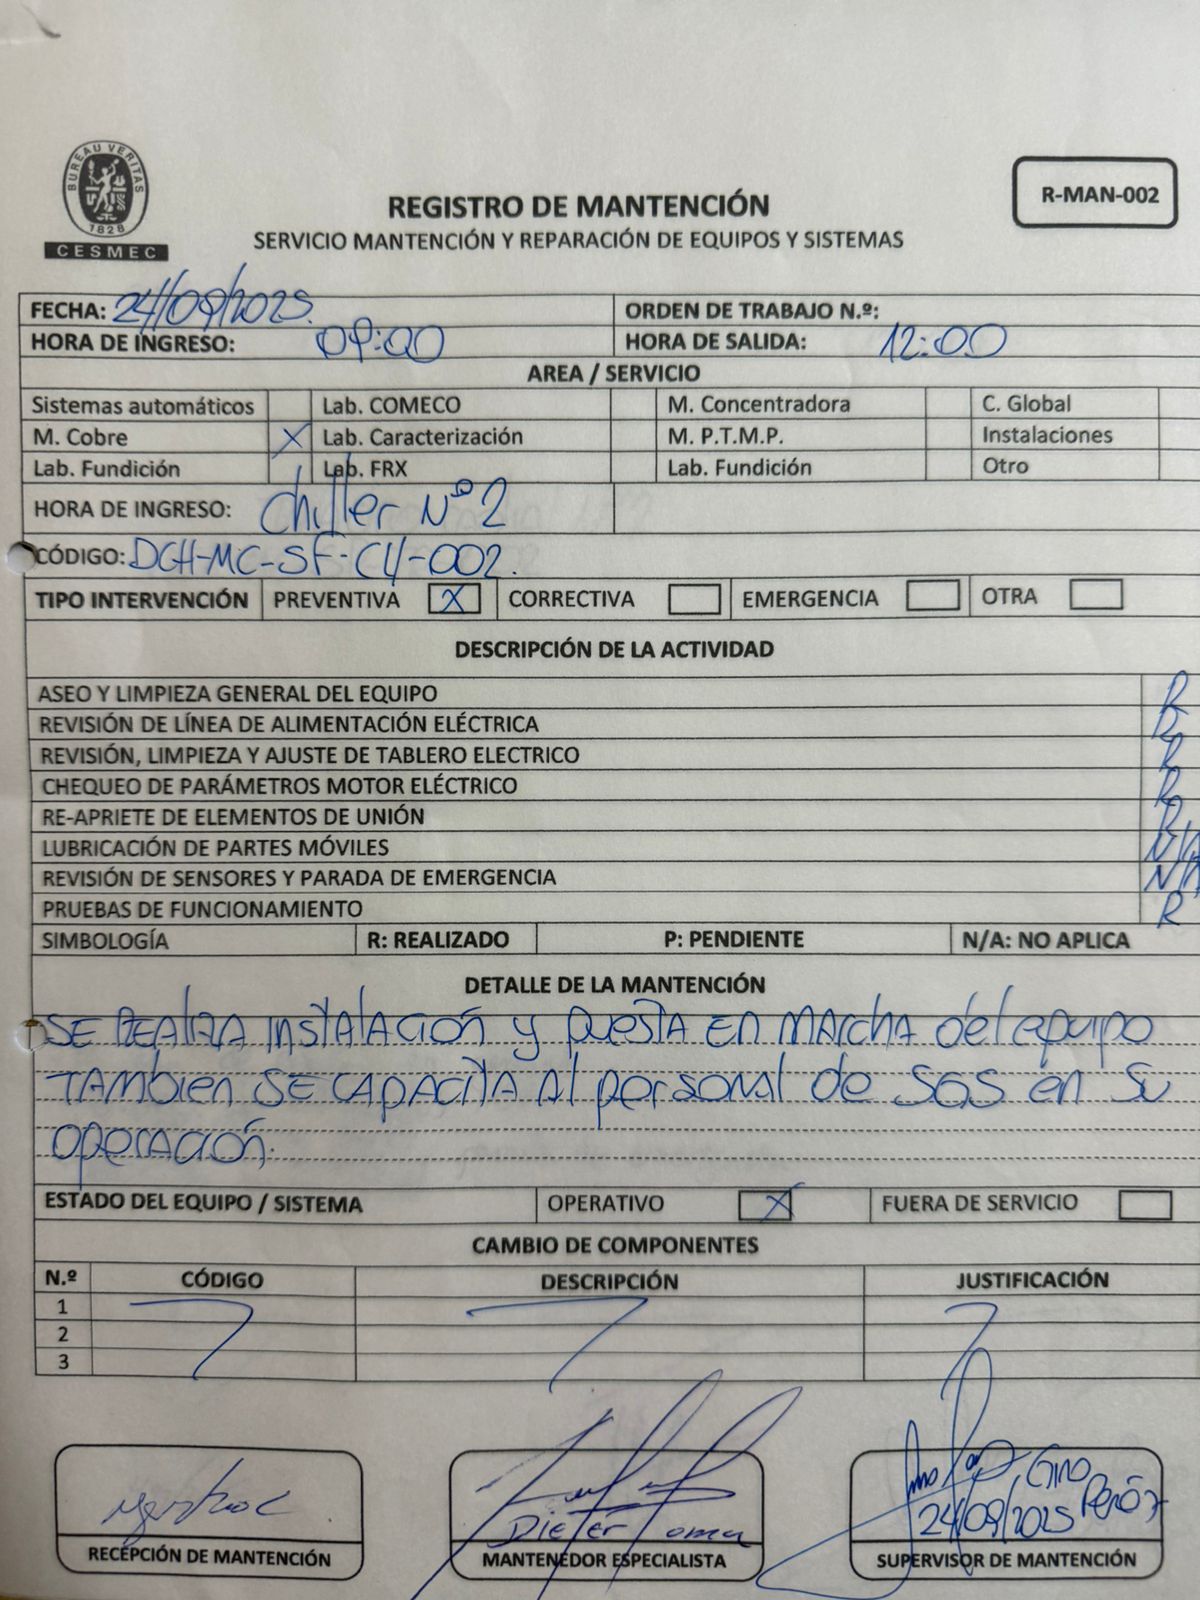 BUREAU VERITAS
1828
CESMEC
R-MAN-002
REGISTRO DE MANTENCIÓN
SERVICIO MANTENCIÓN Y REPARACIÓN DE EQUIPOS Y SISTEMAS
FECHA: 24/09/2025. ORDEN DE TRABAJO N.º:
HORA DE INGRESO: 09:00 HORA DE SALIDA: 12:00
AREA / SERVICIO
Sistemas automáticos Lab. COMECO M. Concentradora C. Global
M. Cobre X Lab. Caracterización M. P.T.M.P. Instalaciones
Lab. Fundición Lab. FRX Lab. Fundición Otro
HORA DE INGRESO: Chiller Nº2
CÓDIGO: DCH-MC-SF-CH-002.
TIPO INTERVENCIÓN PREVENTIVA X CORRECTIVA EMERGENCIA OTRA
DESCRIPCIÓN DE LA ACTIVIDAD
ASEO Y LIMPIEZA GENERAL DEL EQUIPO R
REVISIÓN DE LÍNEA DE ALIMENTACIÓN ELÉCTRICA R
REVISIÓN, LIMPIEZA Y AJUSTE DE TABLERO ELECTRICO R
CHEQUEO DE PARÁMETROS MOTOR ELÉCTRICO R
RE-APRIETE DE ELEMENTOS DE UNIÓN R
LUBRICACIÓN DE PARTES MÓVILES N/A
REVISIÓN DE SENSORES Y PARADA DE EMERGENCIA N/A
PRUEBAS DE FUNCIONAMIENTO R
SIMBOLOGÍA R: REALIZADO P: PENDIENTE N/A: NO APLICA
DETALLE DE LA MANTENCIÓN
SE REALIZA INSTALACIÓN y puesta EN MARCHA del equipo
TAMBien SE CAPACITA Al personal de SGS en su
operación.
ESTADO DEL EQUIPO / SISTEMA OPERATIVO X FUERA DE SERVICIO
CAMBIO DE COMPONENTES
N.º CÓDIGO DESCRIPCIÓN JUSTIFICACIÓN
1
2
3
Dieter Toma
Gino Peróz
24/09/2025
RECEPCIÓN DE MANTENCIÓN MANTENEDOR ESPECIALISTA SUPERVISOR DE MANTENCIÓN